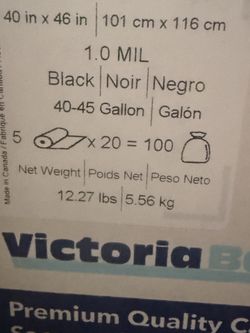 40 in x 46 in | 101 cm x 116 cm
1.0 MIL
Black | Noir | Negro
40-45 Gallon | Galón
5 x 20 = 100
Net Weight | Poids Net | Peso Neto
12.27 lbs | 5.56 kg
Made in Canada / Fabriqué en
Victoria
Premium Quality